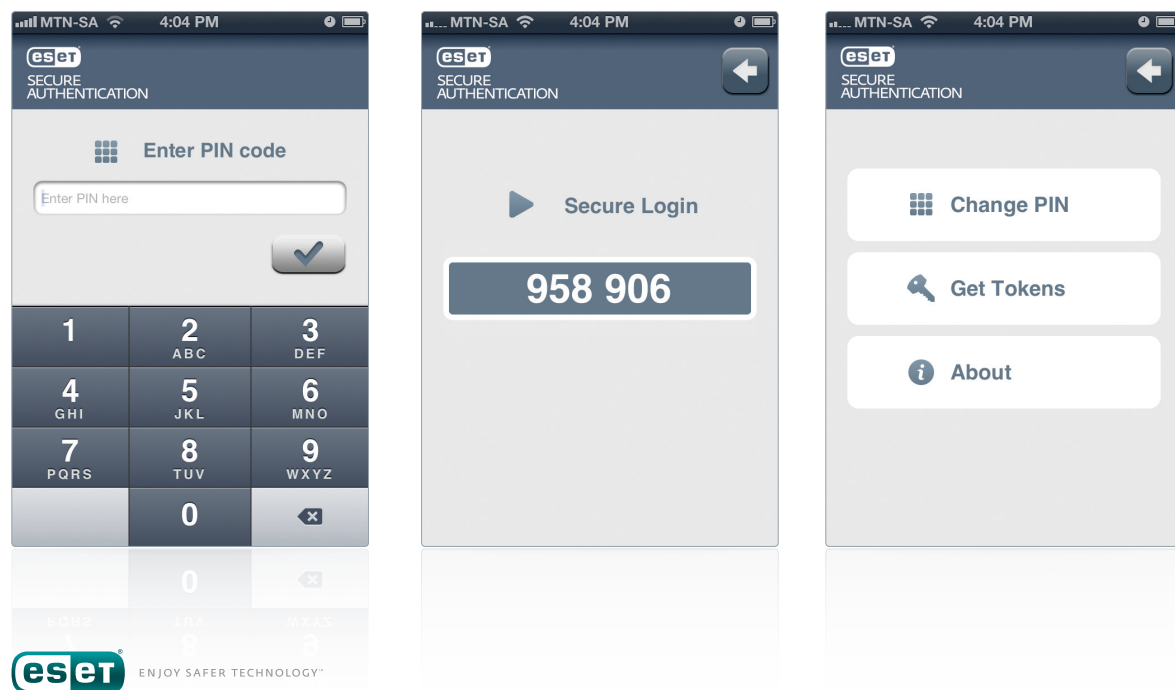 MTN-SA 4:04 PM
eset
SECURE
AUTHENTICATION
Enter PIN code
Enter PIN here
1 2 3
ABC DEF
4 5 6
GHI JKL MNO
7 8 9
PQRS TUV WXYZ
0
MTN-SA 4:04 PM
eset
SECURE
AUTHENTICATION
Secure Login
958 906
MTN-SA 4:04 PM
eset
SECURE
AUTHENTICATION
Change PIN
Get Tokens
About
eset® ENJOY SAFER TECHNOLOGY™